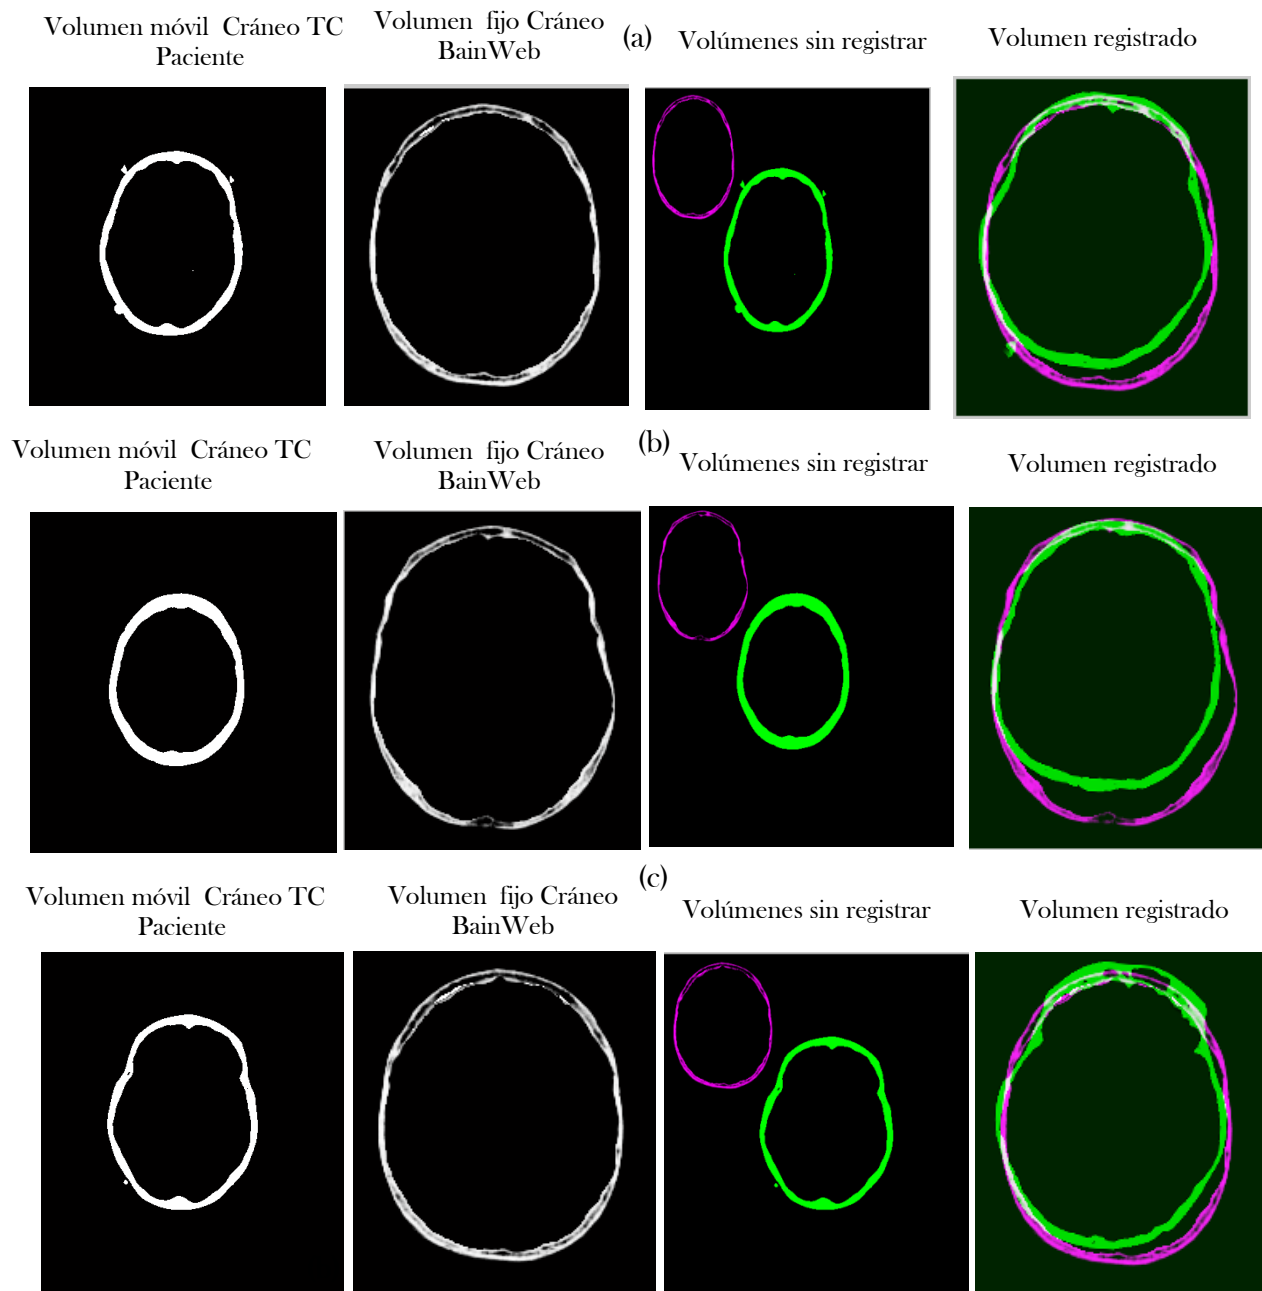 Volumen móvil Cráneo TC
Paciente
Volumen fijo Cráneo
BainWeb
(a)
Volúmenes sin registrar
Volumen registrado
Volumen móvil Cráneo TC
Paciente
Volumen fijo Cráneo
BainWeb
(b)
Volúmenes sin registrar
Volumen registrado
Volumen móvil Cráneo TC
Paciente
Volumen fijo Cráneo
BainWeb
(c)
Volúmenes sin registrar
Volumen registrado